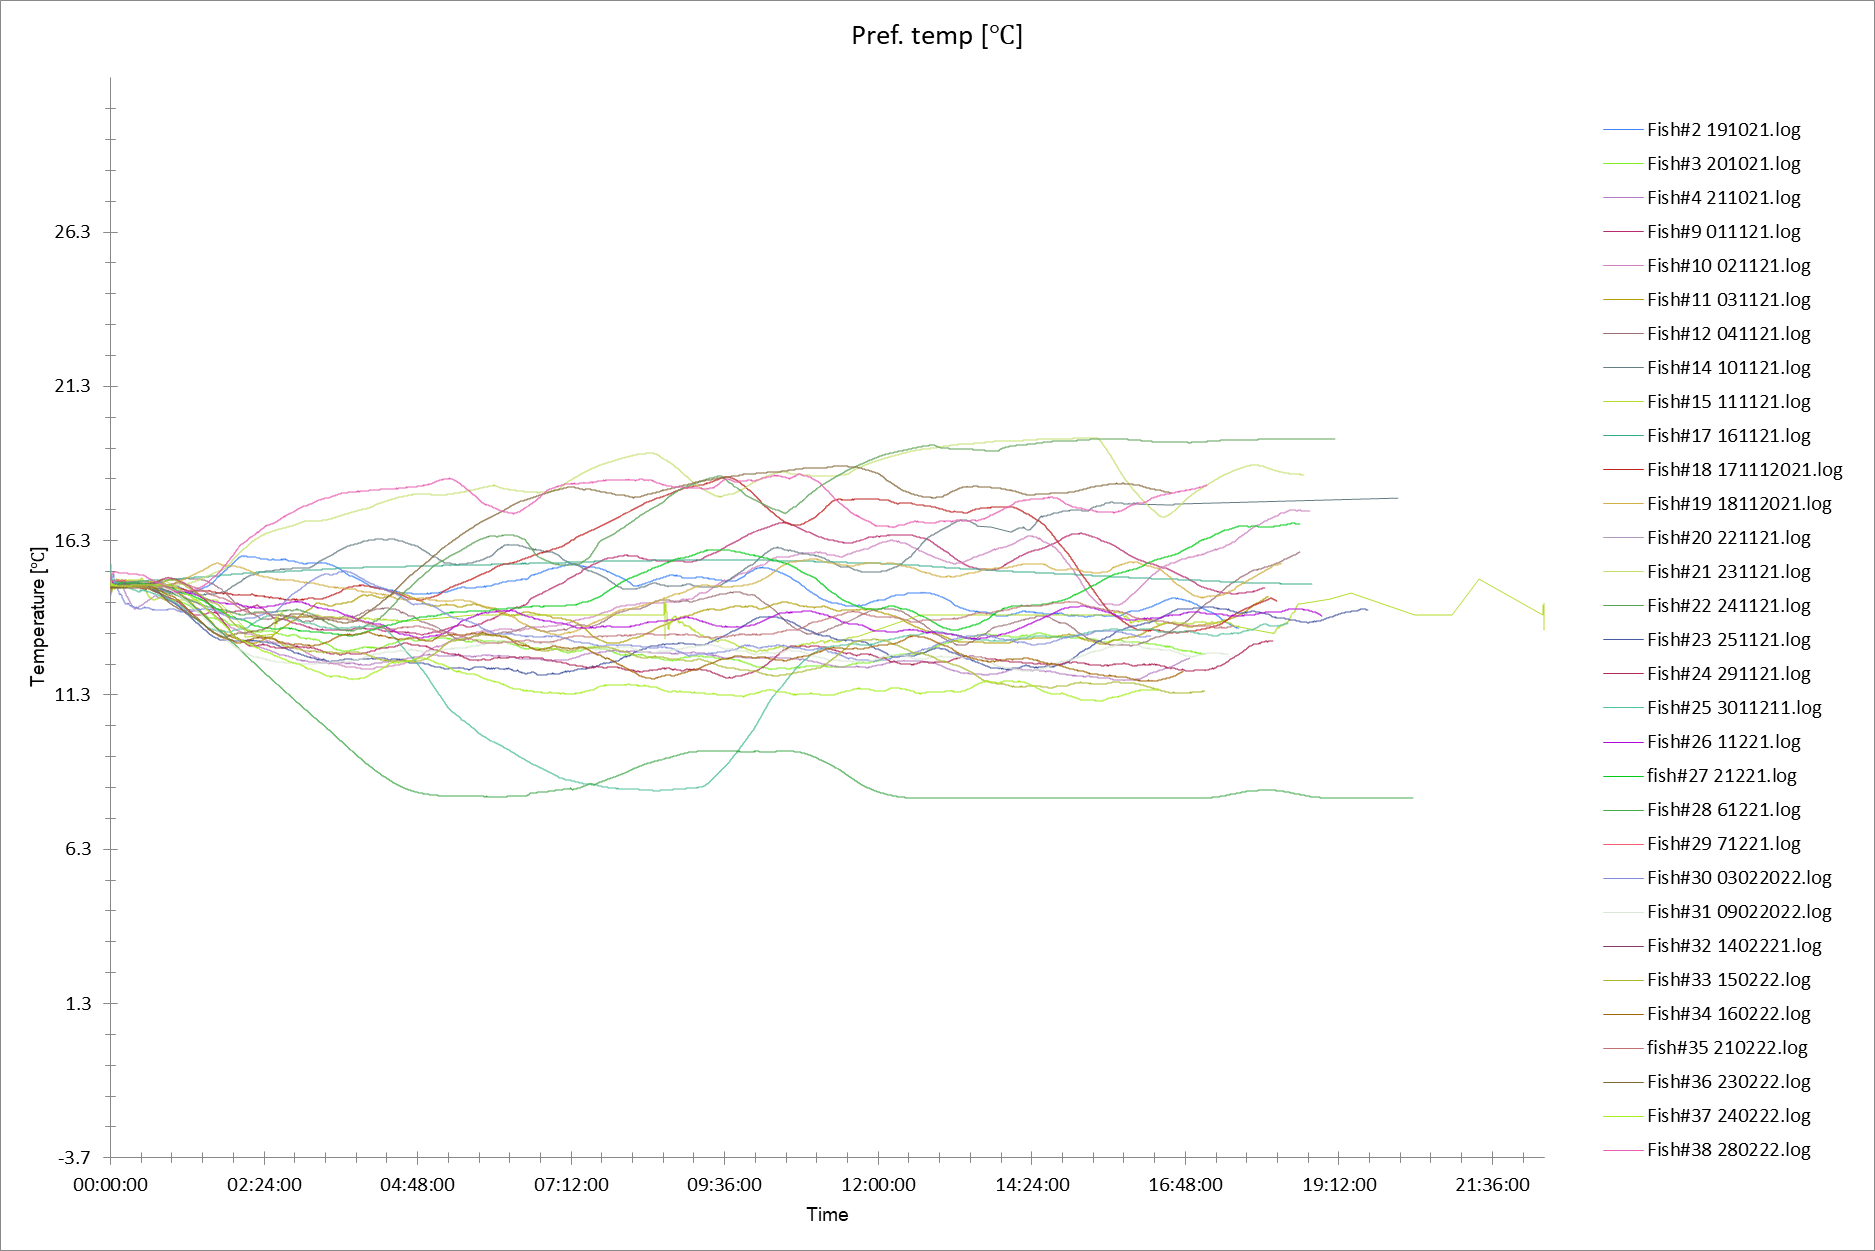 Pref. temp [°C]
26.3
21.3
16.3
11.3
6.3
1.3
-3.7
Temperature [°C]
00:00:00
02:24:00
04:48:00
07:12:00
09:36:00
12:00:00
14:24:00
16:48:00
19:12:00
21:36:00
Time
Fish#2 191021.log
Fish#3 201021.log
Fish#4 211021.log
Fish#9 011121.log
Fish#10 021121.log
Fish#11 031121.log
Fish#12 041121.log
Fish#14 101121.log
Fish#15 111121.log
Fish#17 161121.log
Fish#18 171112021.log
Fish#19 18112021.log
Fish#20 221121.log
Fish#21 231121.log
Fish#22 241121.log
Fish#23 251121.log
Fish#24 291121.log
Fish#25 3011211.log
Fish#26 11221.log
fish#27 21221.log
Fish#28 61221.log
Fish#29 71221.log
Fish#30 03022022.log
Fish#31 09022022.log
Fish#32 1402221.log
Fish#33 150222.log
Fish#34 160222.log
fish#35 210222.log
Fish#36 230222.log
Fish#37 240222.log
Fish#38 280222.log